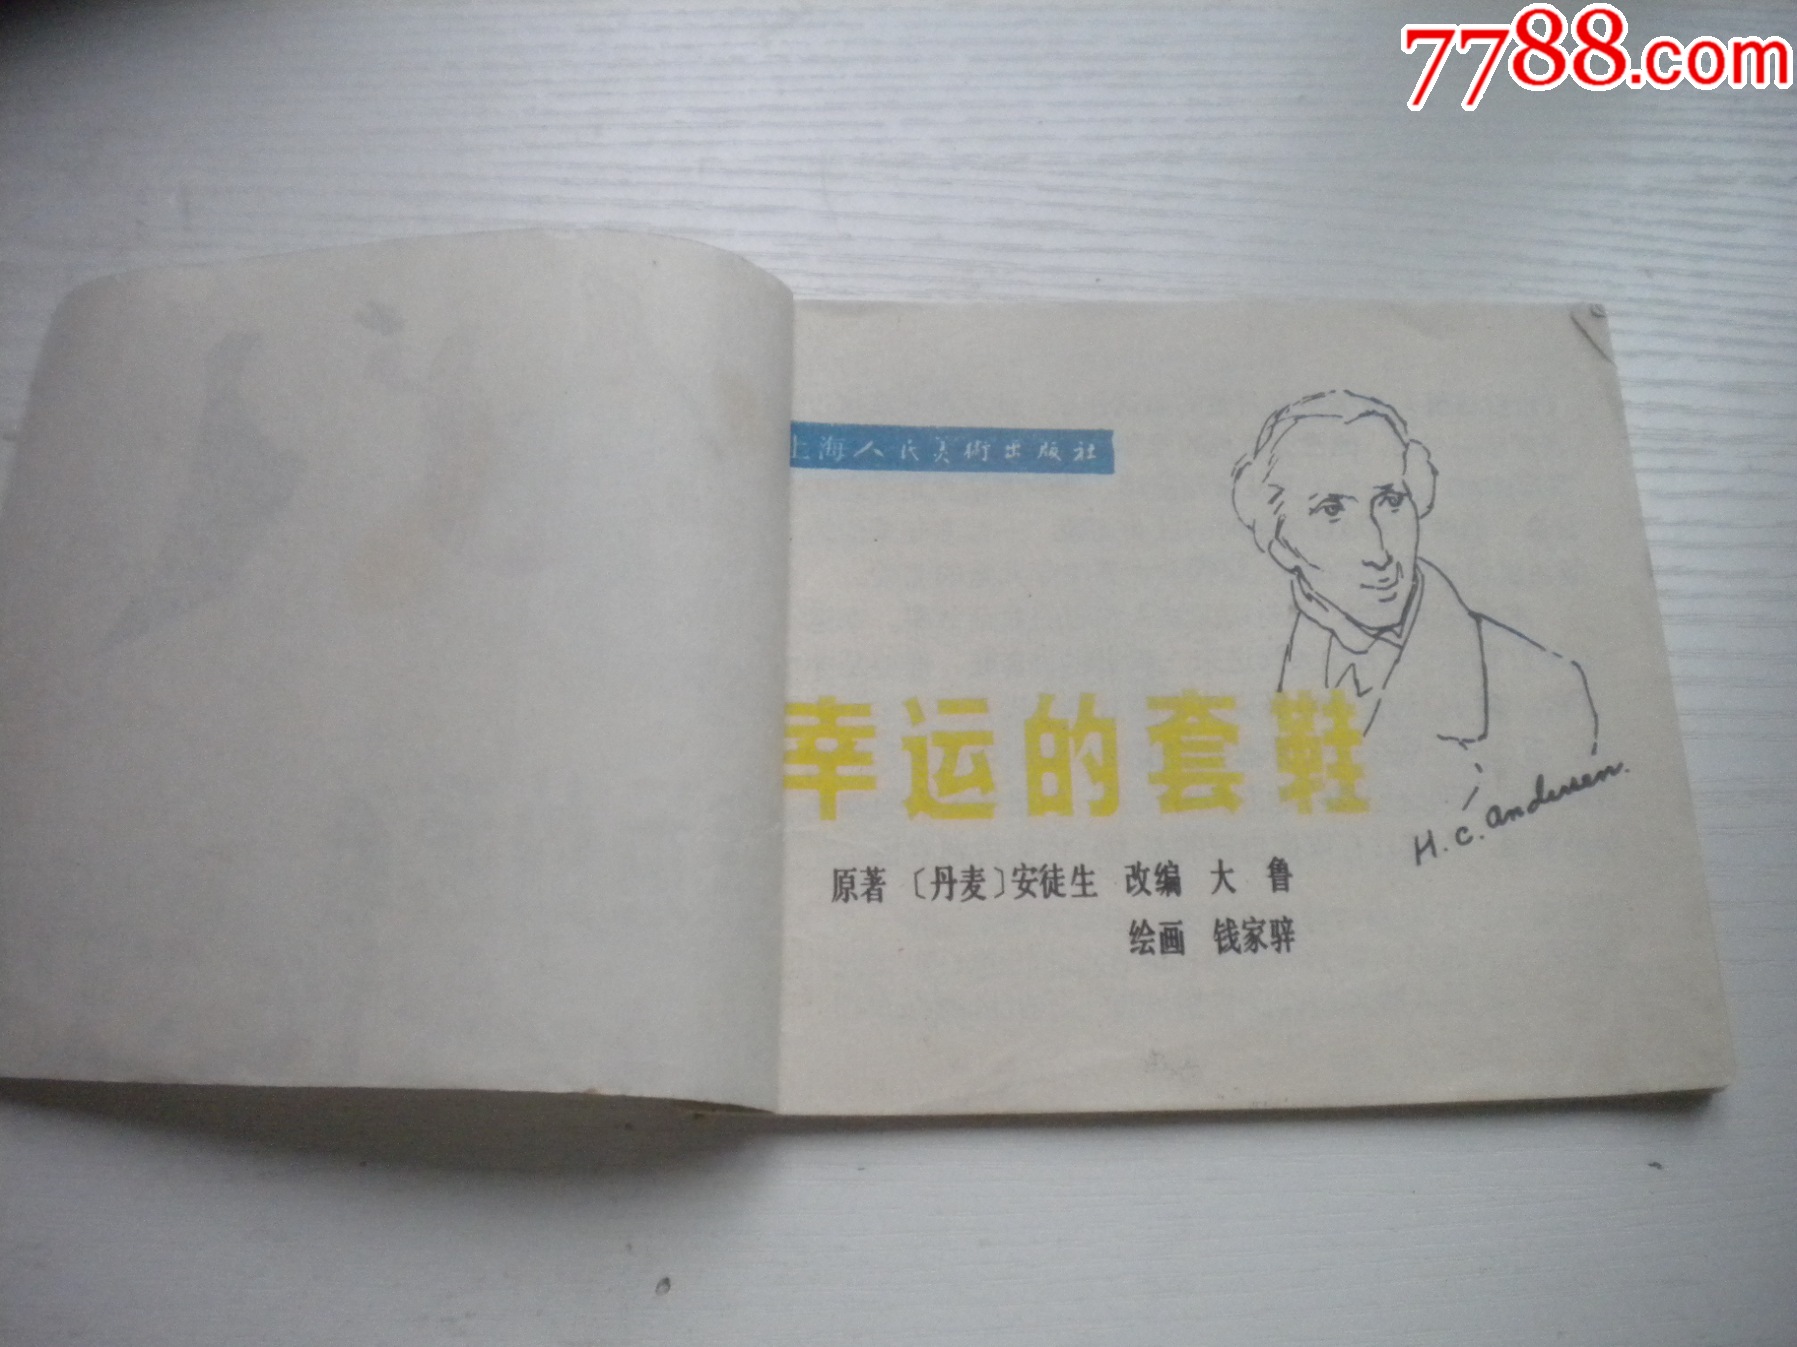 7788.com
上海人民美術出版社
幸运的套鞋
H.C. Andersen.
原著〔丹麦〕安徒生 改编 大鲁
绘画 钱家骍